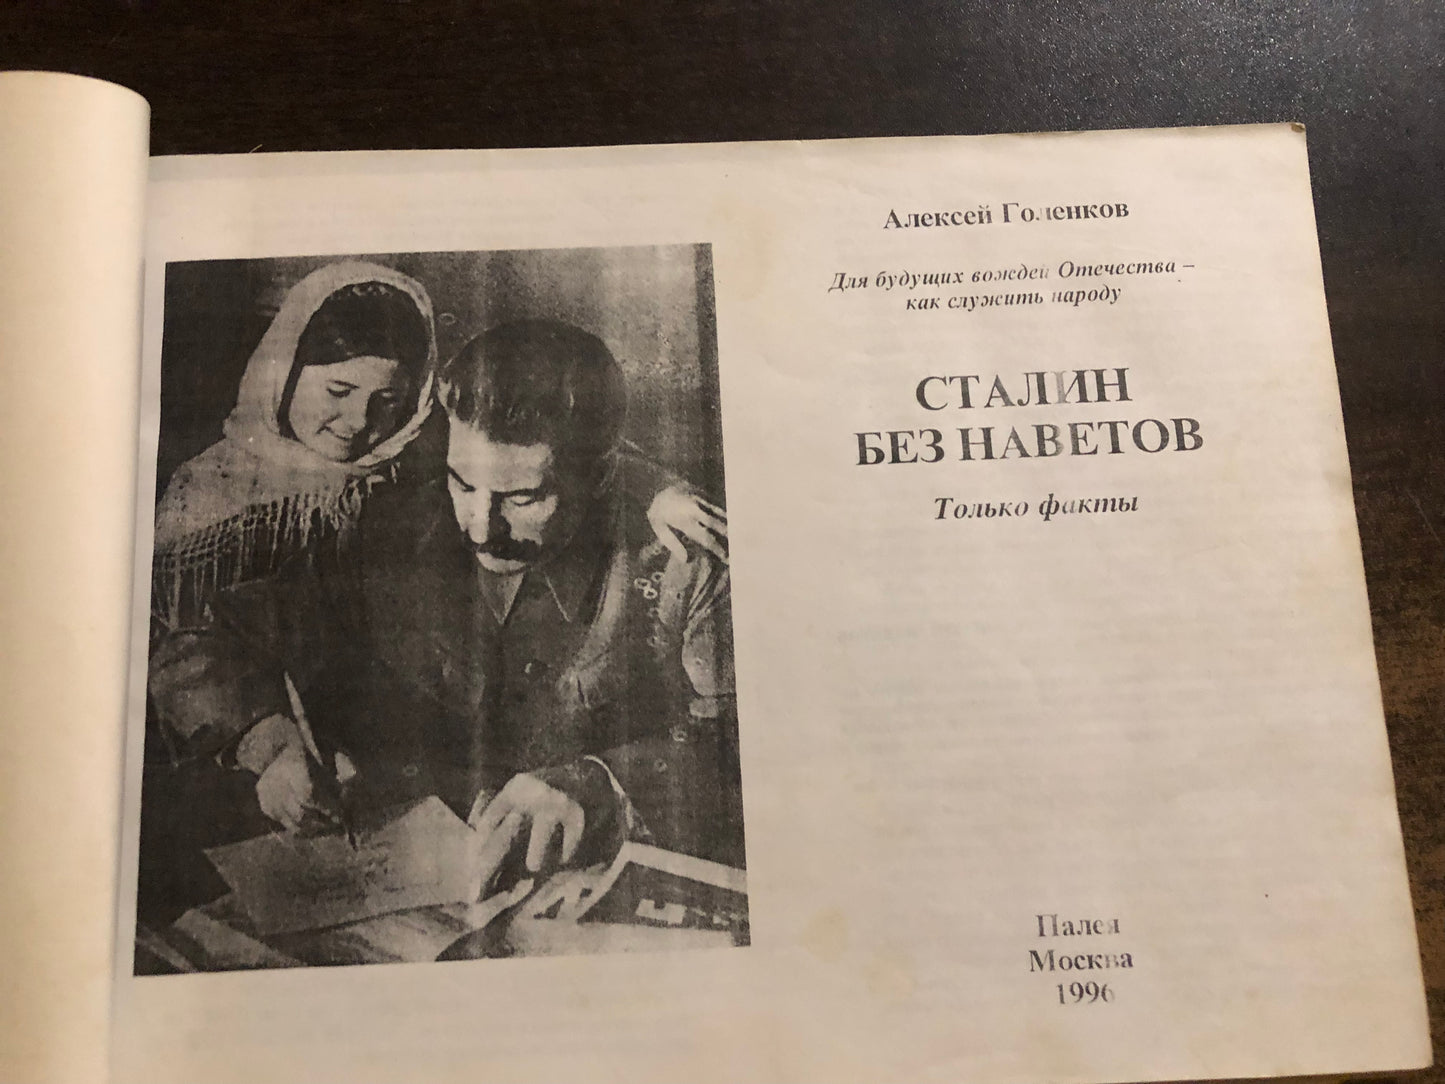 Алексей Голенков
Для будущих вождей Отечества –
как служить народу
СТАЛИН
БЕЗ НАВЕТОВ
Только факты
Палея
Москва
1996